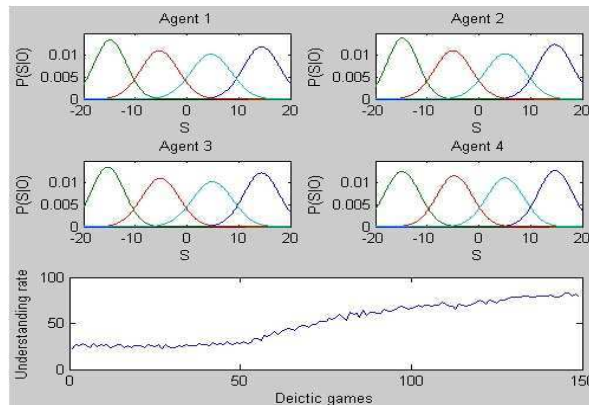 Agent 1
Agent 2
P(S|O)
0.01
0.005
0
-20 -10 0 10 20
S
P(S|O)
0.01
0.005
0
-20 -10 0 10 20
S
Agent 3
Agent 4
P(S|O)
0.01
0.005
0
-20 -10 0 10 20
S
P(S|O)
0.01
0.005
0
-20 -10 0 10 20
S
Understanding rate
100
50
0
0 50 100 150
Deictic games